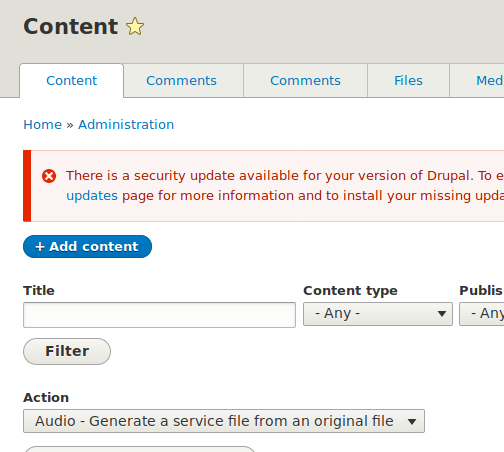 Content
Content Comments Comments Files Med
Home » Administration
There is a security update available for your version of Drupal. To e
updates page for more information and to install your missing upda
+ Add content
Title Content type Publis
- Any - - Any
Filter
Action
Audio - Generate a service file from an original file